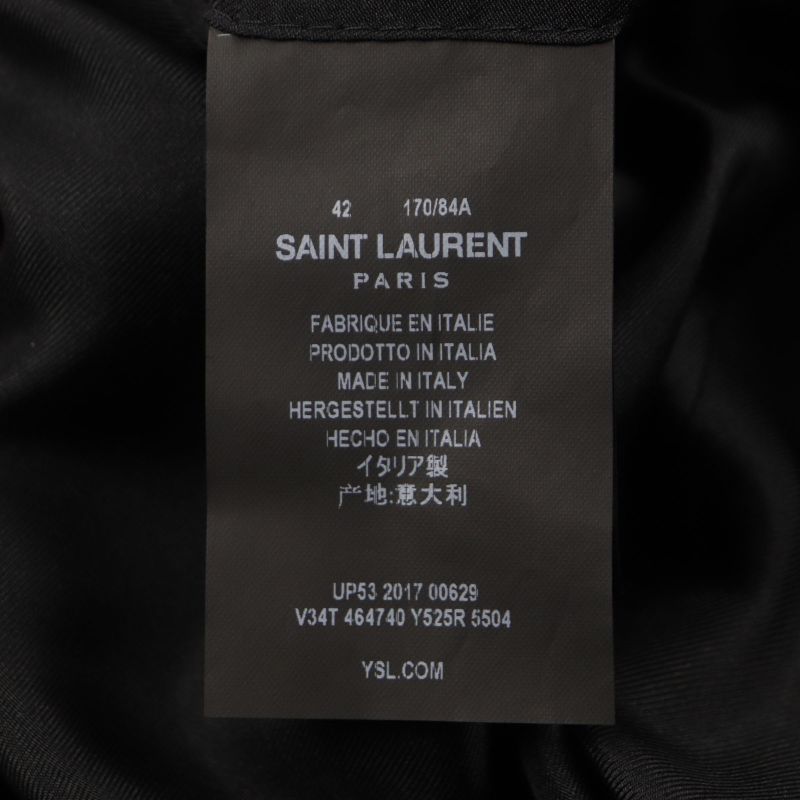 42 170/84A
SAINT LAURENT
PARIS
FABRIQUE EN ITALIE
PRODOTTO IN ITALIA
MADE IN ITALY
HERGESTELLT IN ITALIEN
HECHO EN ITALIA
イタリア製
产地:意大利
UP53 2017 00629
V34T 464740 Y525R 5504
YSL.COM